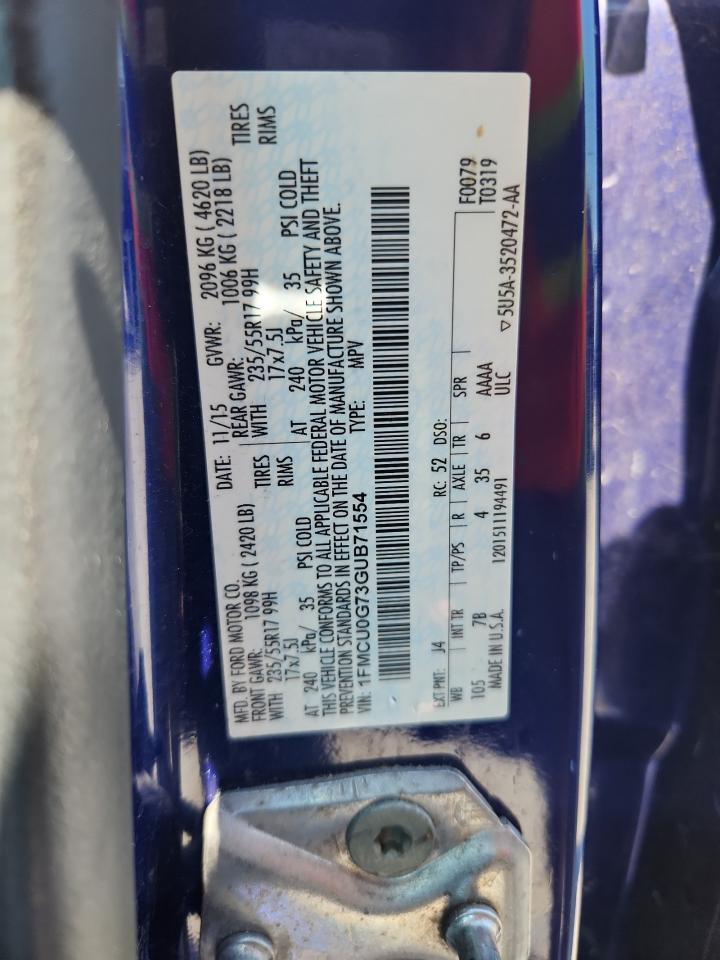 MFD. BY FORD MOTOR CO. DATE: 11/15 GVWR: 2096 KG ( 4620 LB)
FRONT GAWR: 1098 KG ( 2420 LB) REAR GAWR: 1006 KG ( 2218 LB)
WITH 235/55R17 99H TIRES WITH 235/55R17 99H TIRES
17x7.5J RIMS 17x7.5J RIMS
AT 240 kPa/ 35 PSI COLD AT 240 kPa/ 35 PSI COLD
THIS VEHICLE CONFORMS TO ALL APPLICABLE FEDERAL MOTOR VEHICLE SAFETY AND THEFT
PREVENTION STANDARDS IN EFFECT ON THE DATE OF MANUFACTURE SHOWN ABOVE.
VIN: 1FMCU0G73GUB71554 TYPE: MPV
EXT PNT: J4 RC: 52 DSO: F0079
WB INT TR TP/PS R AXLE TR SPR T0319
105 7B 4 35 6 AAAA
MADE IN U.S.A. 1201511194491 ULC ▽5U5A-3520472-AA